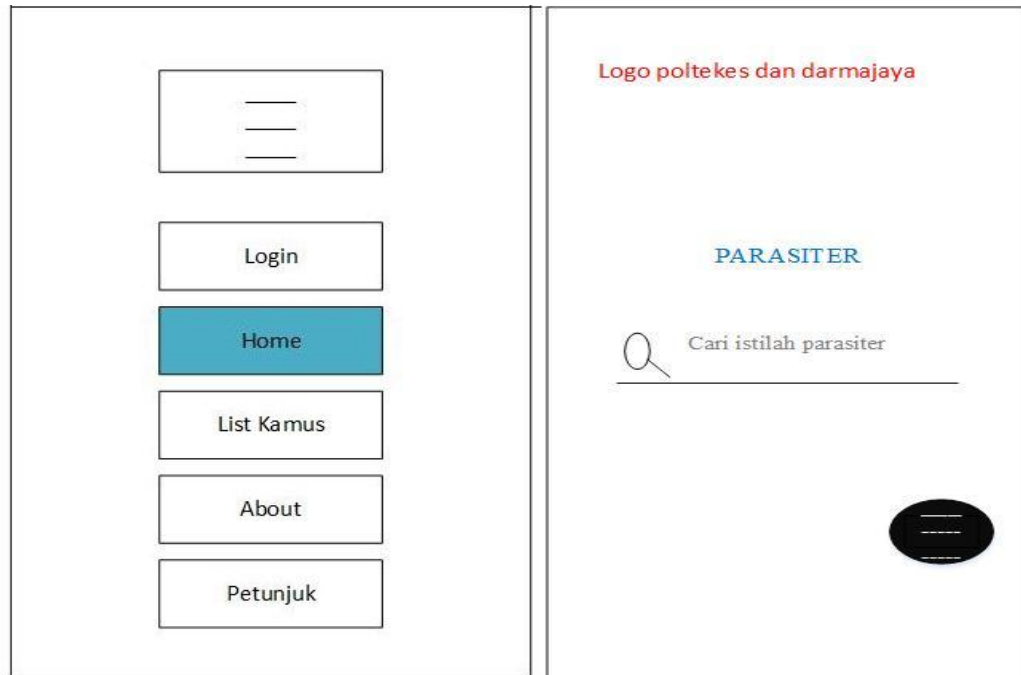 Login
Home
List Kamus
About
Petunjuk
Logo poltekes dan darmajaya
PARASITER
Cari istilah parasiter